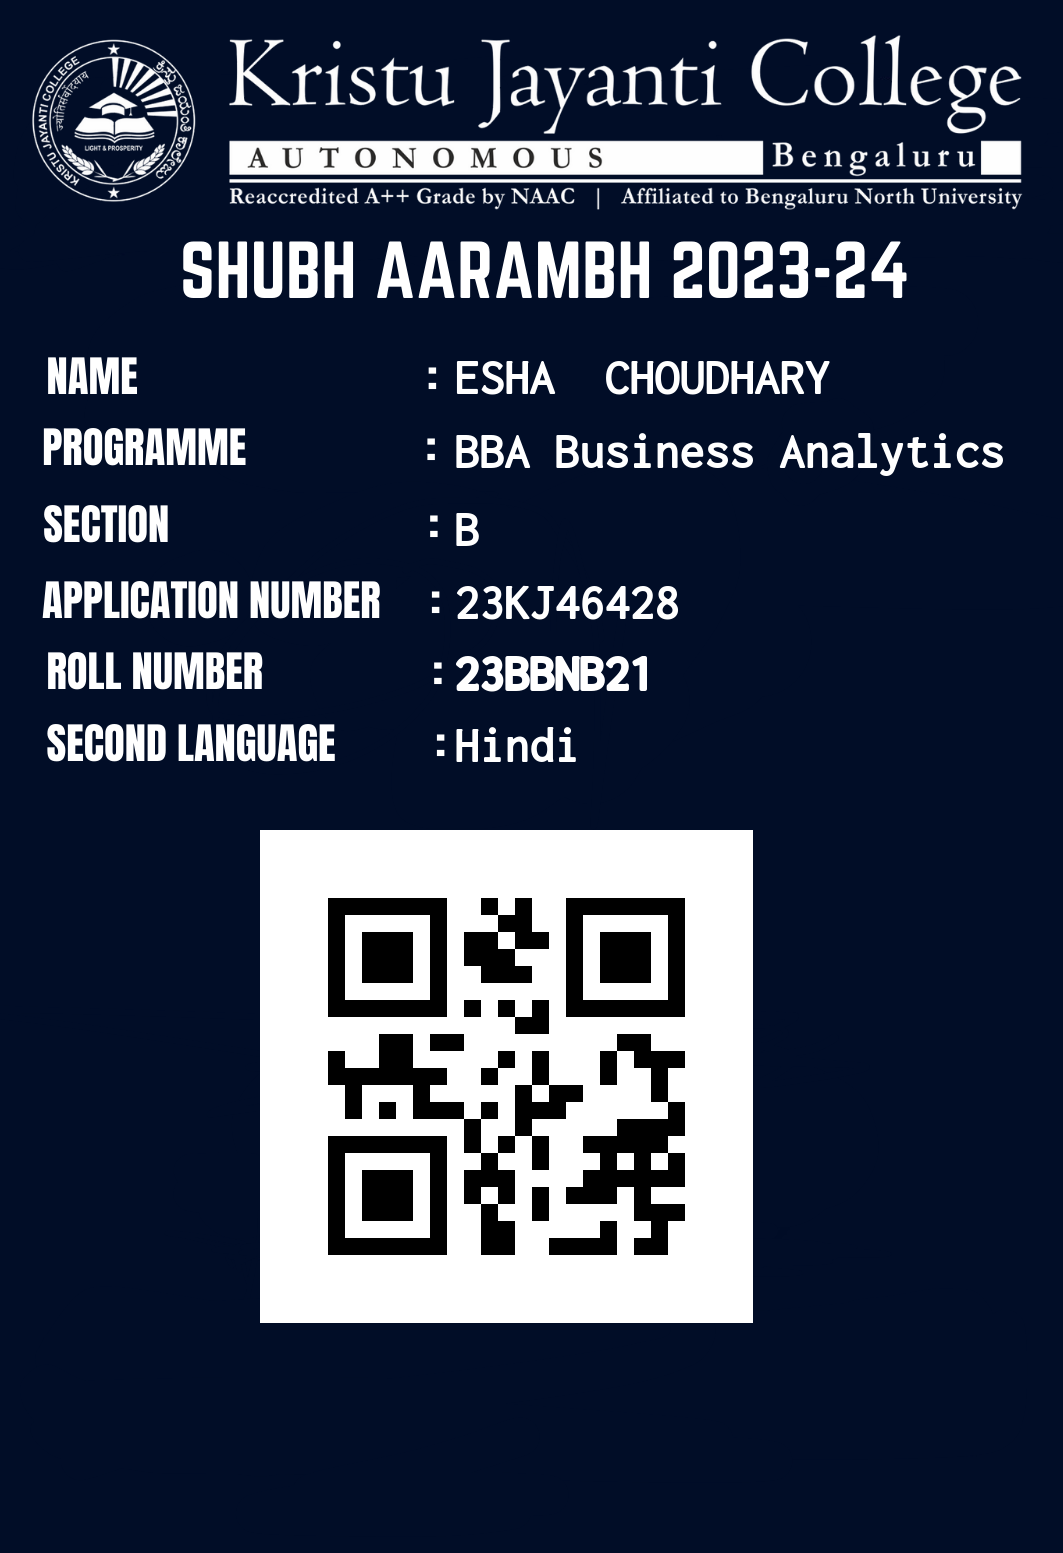 KRISTU JAYANTI COLLEGE
ಕ್ರಿಸ್ತು ಜಯಂತಿ ಕಾಲೇಜು
LIGHT & PROSPERITY
Kristu Jayanti College
AUTONOMOUS Bengaluru
Reaccredited A++ Grade by NAAC | Affiliated to Bengaluru North University
SHUBH AARAMBH 2023-24
NAME : ESHA CHOUDHARY
PROGRAMME : BBA Business Analytics
SECTION : B
APPLICATION NUMBER : 23KJ46428
ROLL NUMBER : 23BBNB21
SECOND LANGUAGE : Hindi